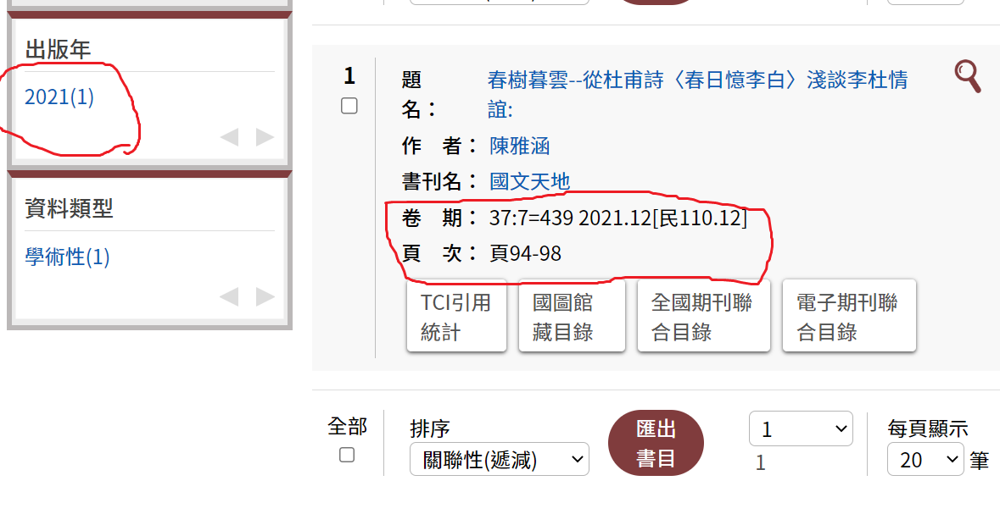 出版年
2021(1)
資料類型
學術性(1)
1
題
名：
春樹暮雲--從杜甫詩〈春日憶李白〉淺談李杜情
誼:
作　者：
陳雅涵
書刊名：
國文天地
卷　期：
37:7=439 2021.12[民110.12]
頁　次：
頁94-98
TCI引用
統計
國圖館
藏目錄
全國期刊聯
合目錄
電子期刊聯
合目錄
全部
排序
關聯性(遞減)
匯出
書目
1
1
每頁顯示
20
筆